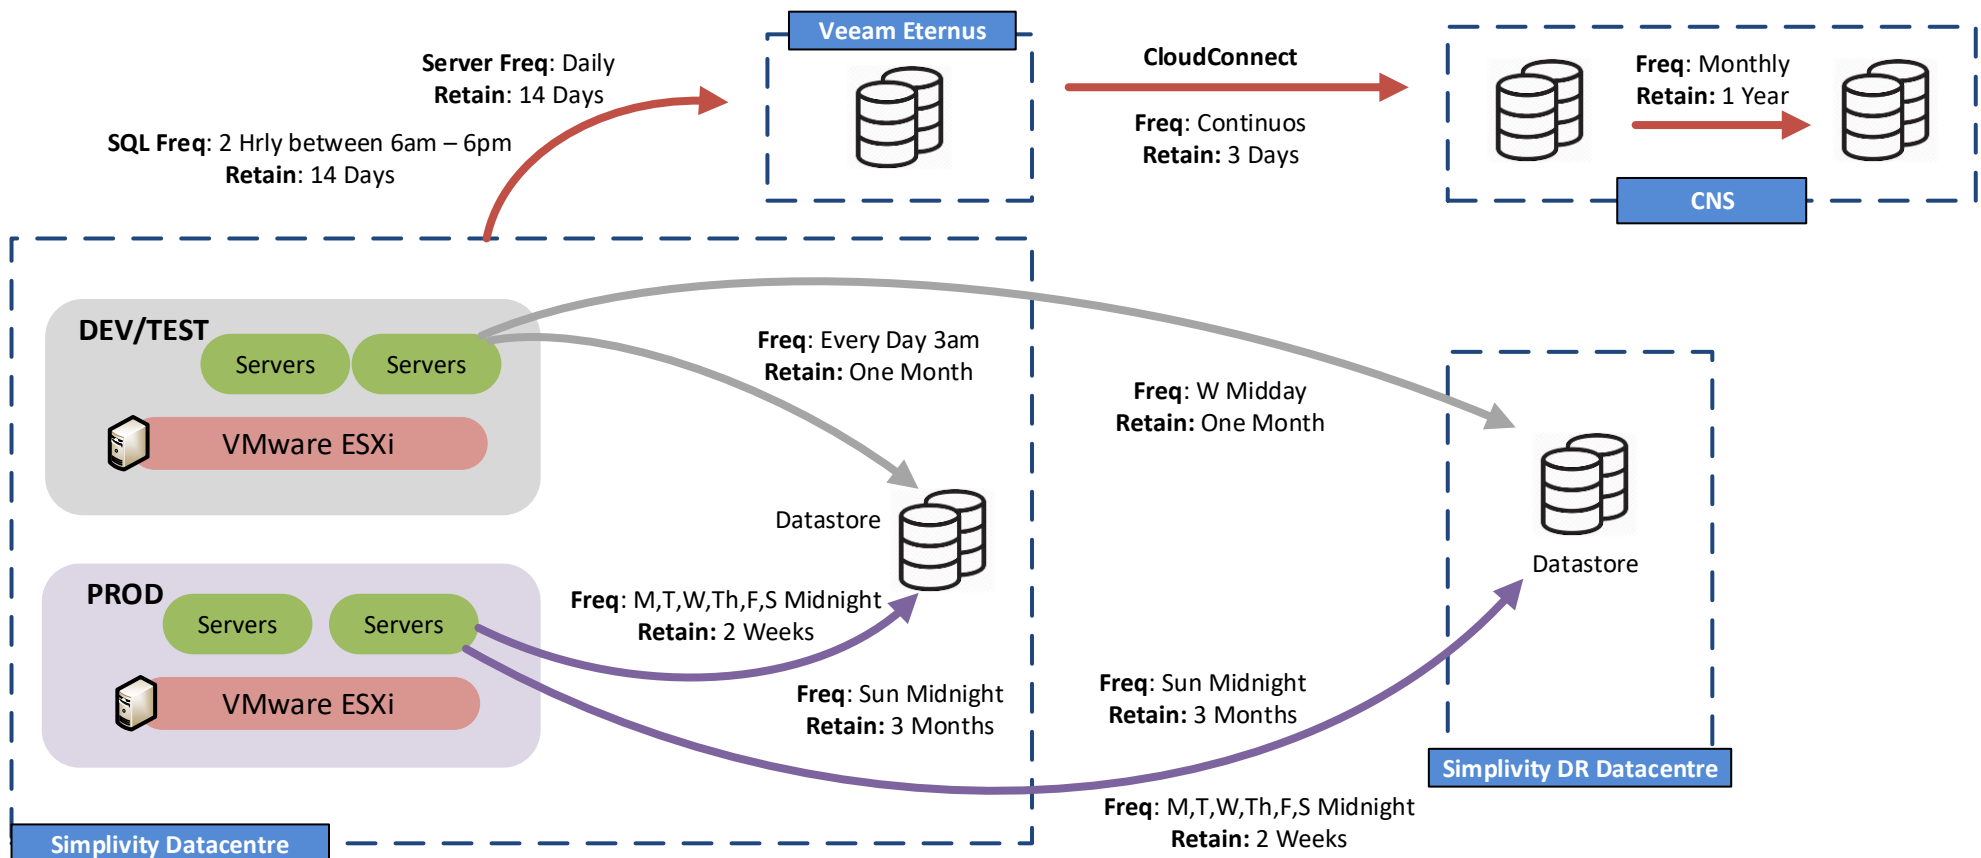 Veeam Eternus
Server Freq: Daily
Retain: 14 Days
SQL Freq: 2 Hrly between 6am – 6pm
Retain: 14 Days
CloudConnect
Freq: Continuos
Retain: 3 Days
Freq: Monthly
Retain: 1 Year
CNS
DEV/TEST
Servers
Servers
VMware ESXi
Freq: Every Day 3am
Retain: One Month
Freq: W Midday
Retain: One Month
Datastore
Datastore
PROD
Servers
Servers
VMware ESXi
Freq: M,T,W,Th,F,S Midnight
Retain: 2 Weeks
Freq: Sun Midnight
Retain: 3 Months
Freq: Sun Midnight
Retain: 3 Months
Simplivity DR Datacentre
Freq: M,T,W,Th,F,S Midnight
Retain: 2 Weeks
Simplivity Datacentre